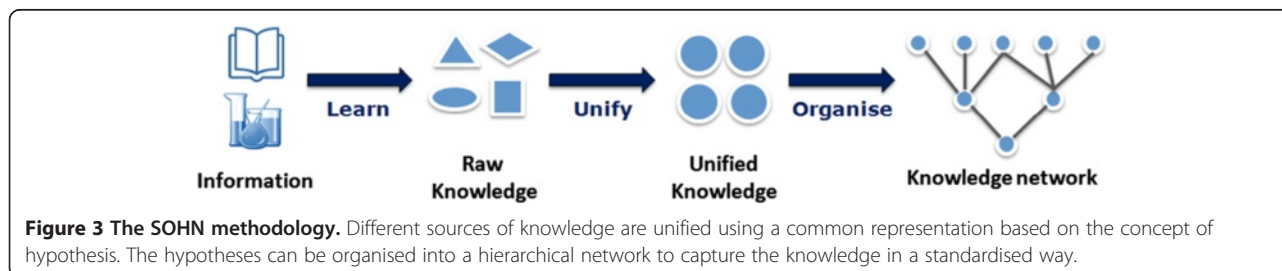 Learn
Unify
Organise
Information
Raw
Knowledge
Unified
Knowledge
Knowledge network
Figure 3 The SOHN methodology. Different sources of knowledge are unified using a common representation based on the concept of
hypothesis. The hypotheses can be organised into a hierarchical network to capture the knowledge in a standardised way.